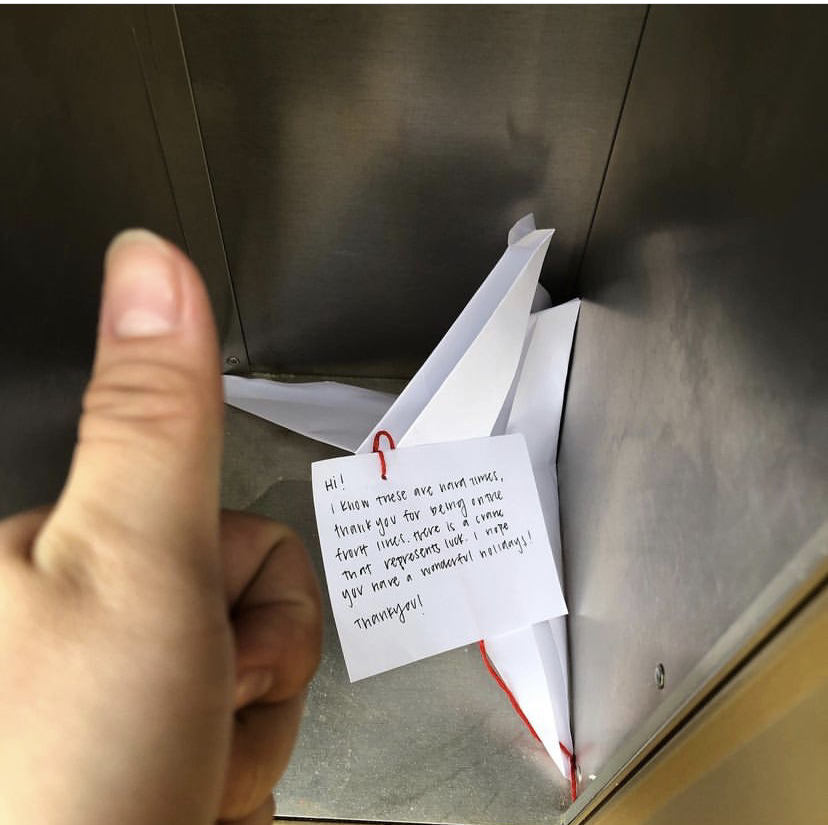 Hi!
i know these are hard times,
thank you for being on the
front lines. there is a crane
that represents luck. i hope
you have a wonderful holidays!
Thankyou!